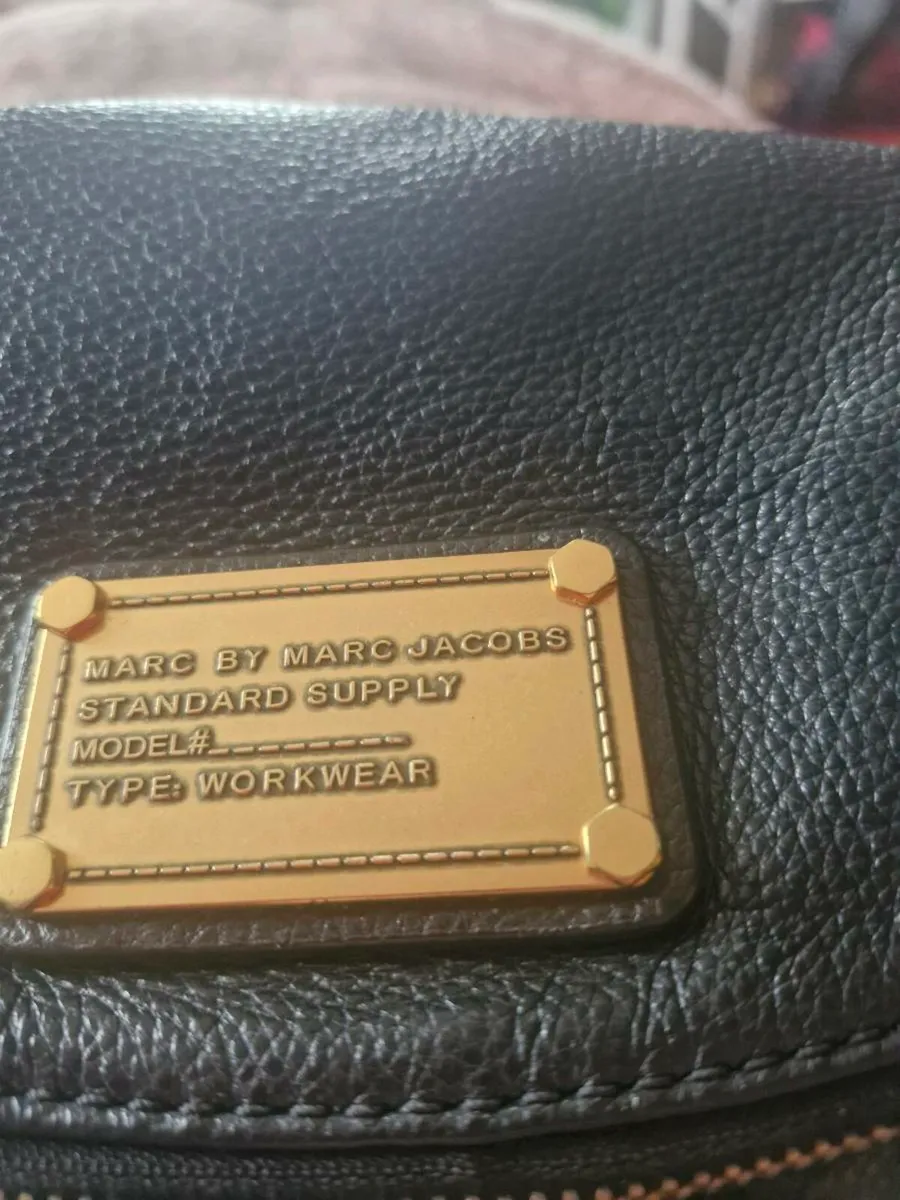 MARC BY MARC JACOBS
STANDARD SUPPLY
MODEL#_________
TYPE: WORKWEAR